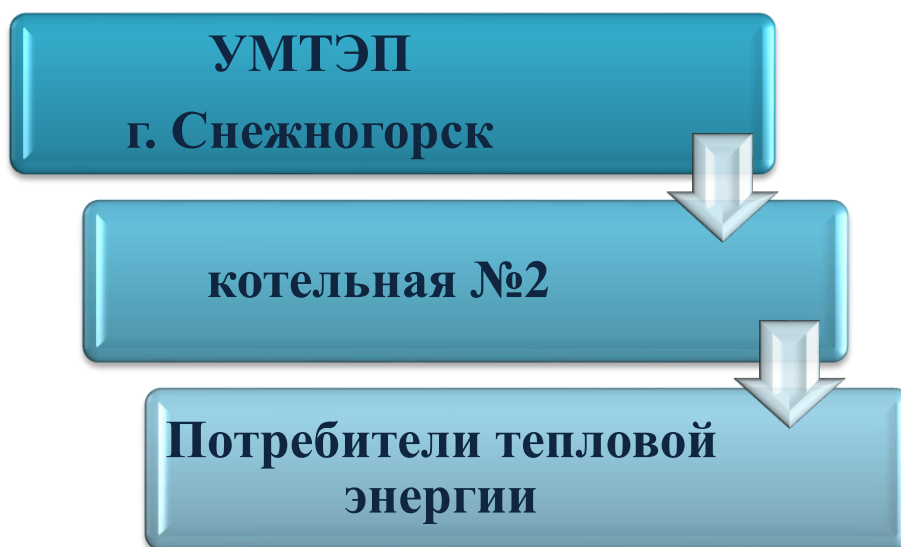 УМТЭП
г. Снежногорск
котельная №2
Потребители тепловой
энергии